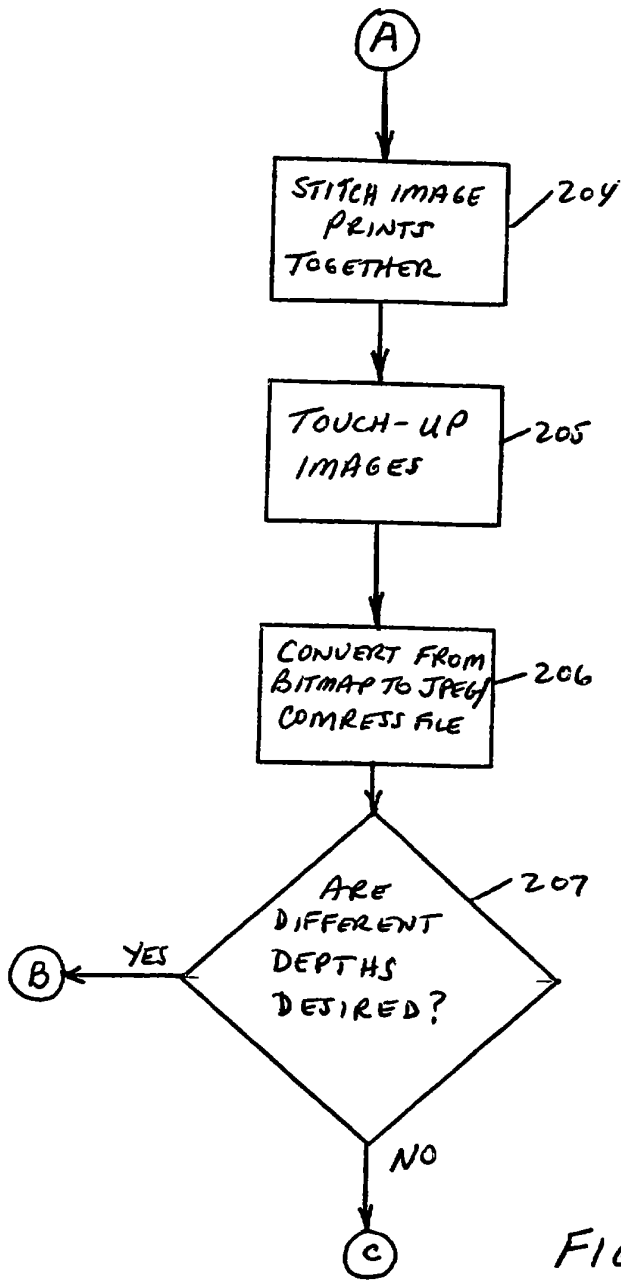 A
STITCH IMAGE
PRINTS
TOGETHER
204
TOUCH-UP
IMAGES
205
CONVERT FROM
BITMAP TO JPEG/
COMRESS FILE
206
ARE
DIFFERENT
DEPTHS
DESIRED?
207
YES
B
NO
C